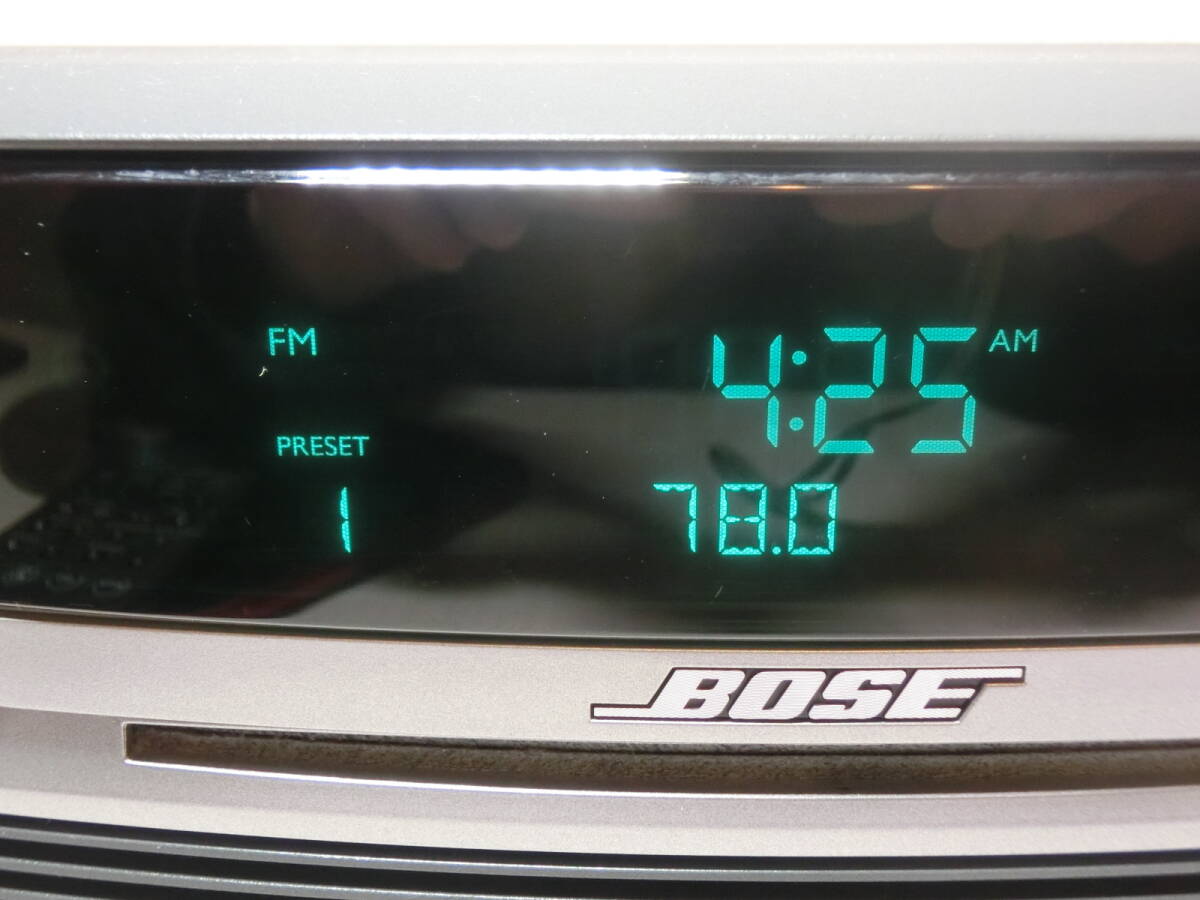 FM
4:25 AM
PRESET
1
78.0
BOSE